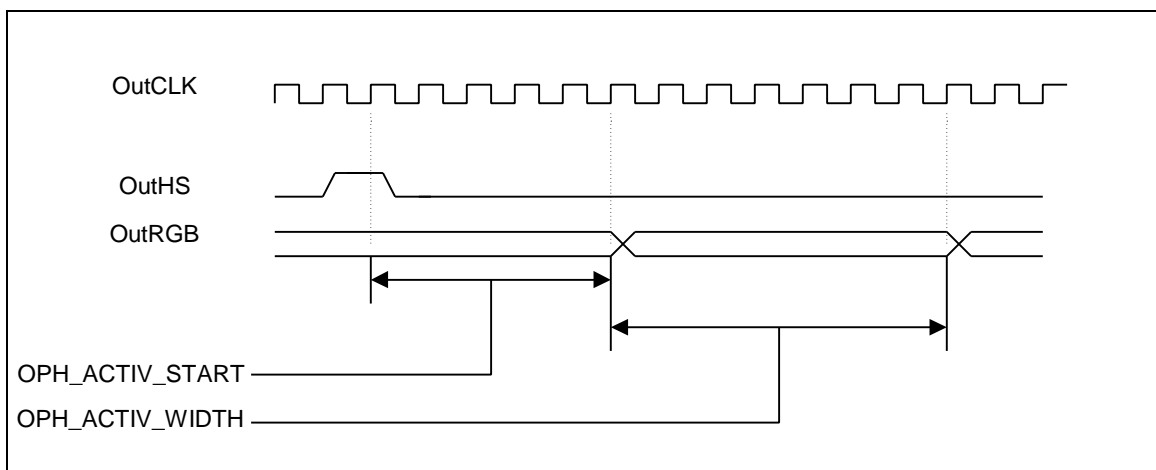 OutCLK
OutHS
OutRGB
OPH_ACTIV_START
OPH_ACTIV_WIDTH